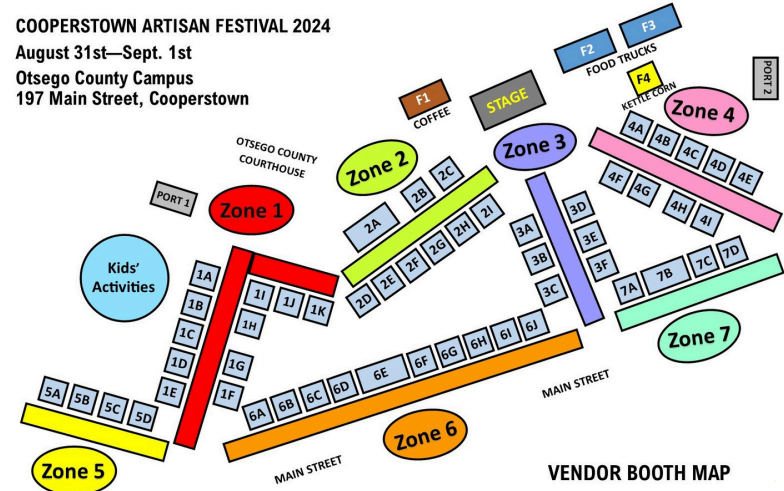 COOPERSTOWN ARTISAN FESTIVAL 2024
August 31st—Sept. 1st
Otsego County Campus
197 Main Street, Cooperstown
F1
COFFEE
STAGE
F2
F3
FOOD TRUCKS
F4
KETTLE CORN
PORT 2
OTSEGO COUNTY
COURTHOUSE
PORT 1
Kids'
Activities
Zone 1
1A
1B
1C
1D
1E
1I
1J
1K
1H
1G
1F
Zone 2
2A
2B
2C
2D
2E
2F
2G
2H
2I
Zone 3
3A
3B
3C
3D
3E
3F
Zone 4
4A
4B
4C
4D
4E
4F
4G
4H
4I
Zone 5
5A
5B
5C
5D
Zone 6
6A
6B
6C
6D
6E
6F
6G
6H
6I
6J
Zone 7
7A
7B
7C
7D
MAIN STREET
MAIN STREET
VENDOR BOOTH MAP